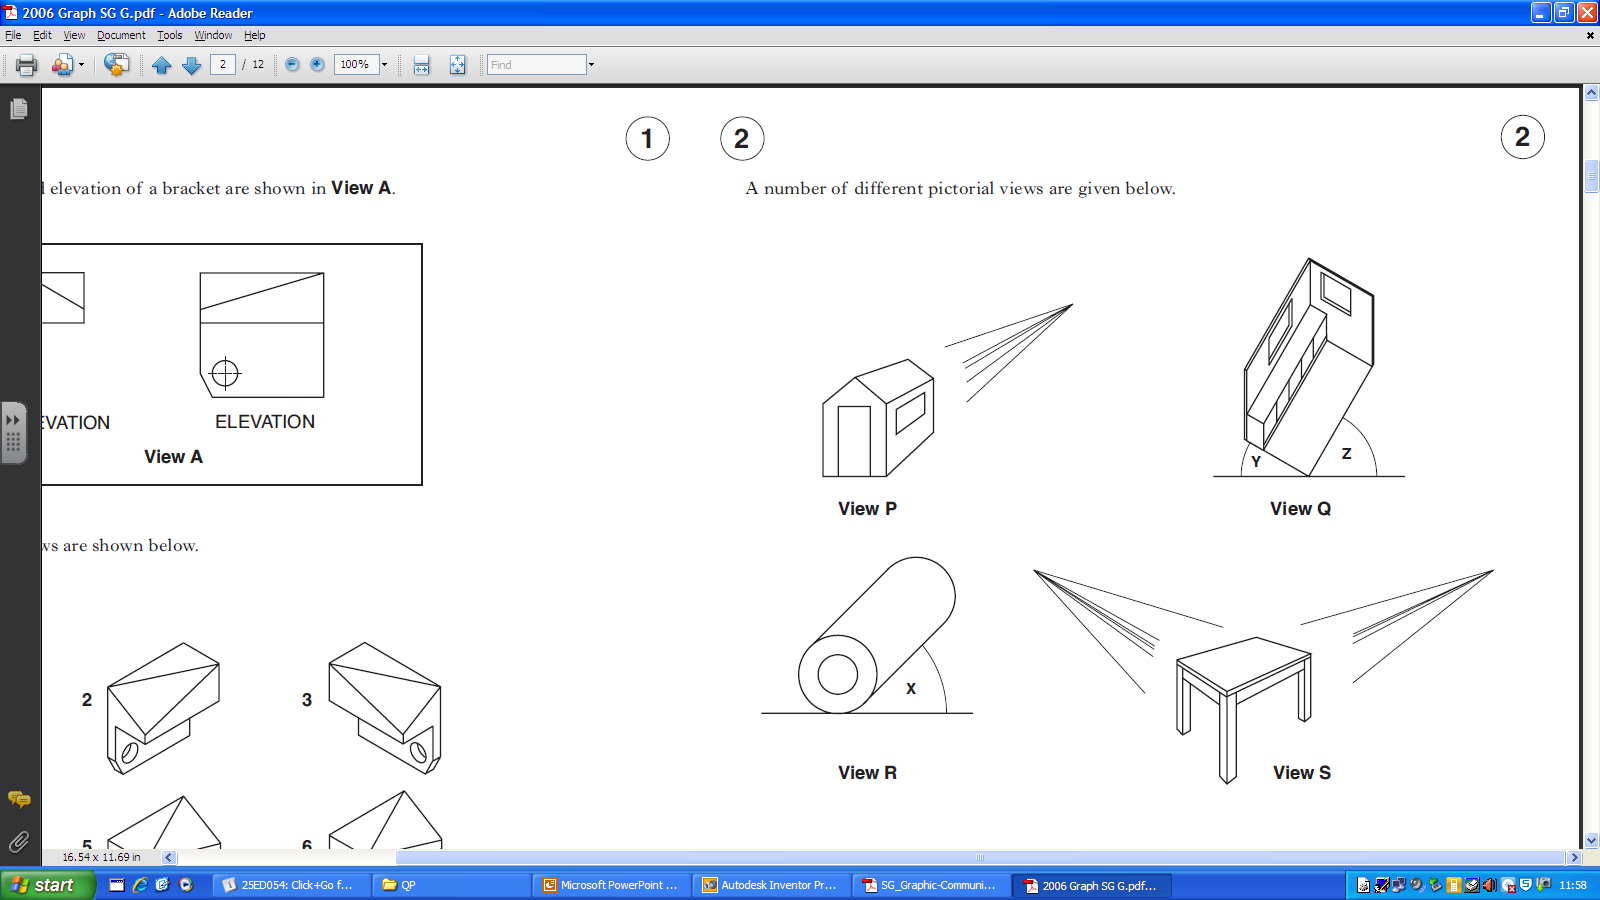 2006 Graph SG G.pdf - Adobe Reader
File Edit View Document Tools Window Help
2 / 12 100% Find
1 2 2
d elevation of a bracket are shown in View A.
A number of different pictorial views are given below.
EVATION ELEVATION
View A
Y Z
View P View Q
ws are shown below.
X
2 3
View R View S
5 6
16.54 x 11.69 in
start 25ED054: Click+Go f... QP Microsoft PowerPoint ... Autodesk Inventor Pr... SG_Graphic-Communi... 2006 Graph SG G.pdf... 11:58